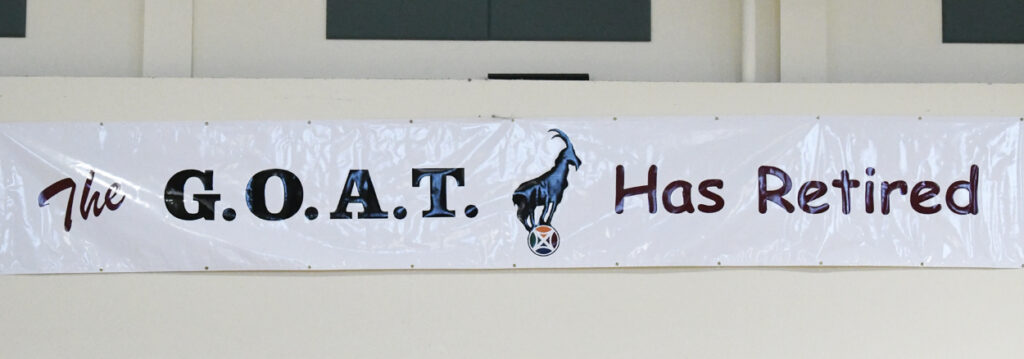 The G.O.A.T. Has Retired